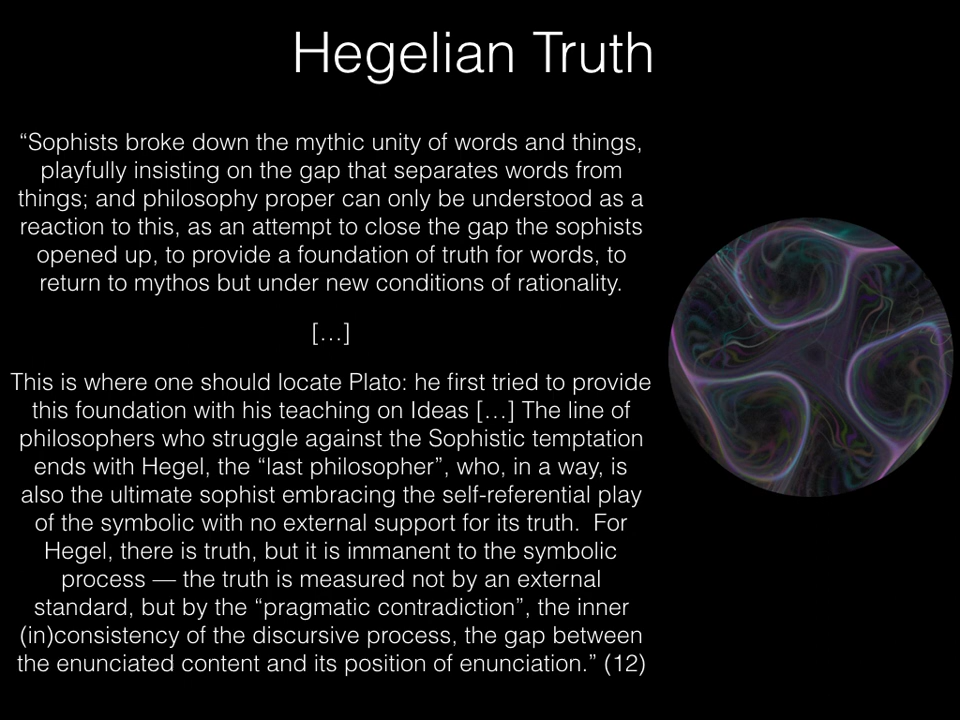 Hegelian Truth
“Sophists broke down the mythic unity of words and things,
playfully insisting on the gap that separates words from
things; and philosophy proper can only be understood as a
reaction to this, as an attempt to close the gap the sophists
opened up, to provide a foundation of truth for words, to
return to mythos but under new conditions of rationality.
[…]
This is where one should locate Plato: he first tried to provide
this foundation with his teaching on Ideas […] The line of
philosophers who struggle against the Sophistic temptation
ends with Hegel, the “last philosopher”, who, in a way, is
also the ultimate sophist embracing the self-referential play
of the symbolic with no external support for its truth.  For
Hegel, there is truth, but it is immanent to the symbolic
process — the truth is measured not by an external
standard, but by the “pragmatic contradiction”, the inner
(in)consistency of the discursive process, the gap between
the enunciated content and its position of enunciation.” (12)